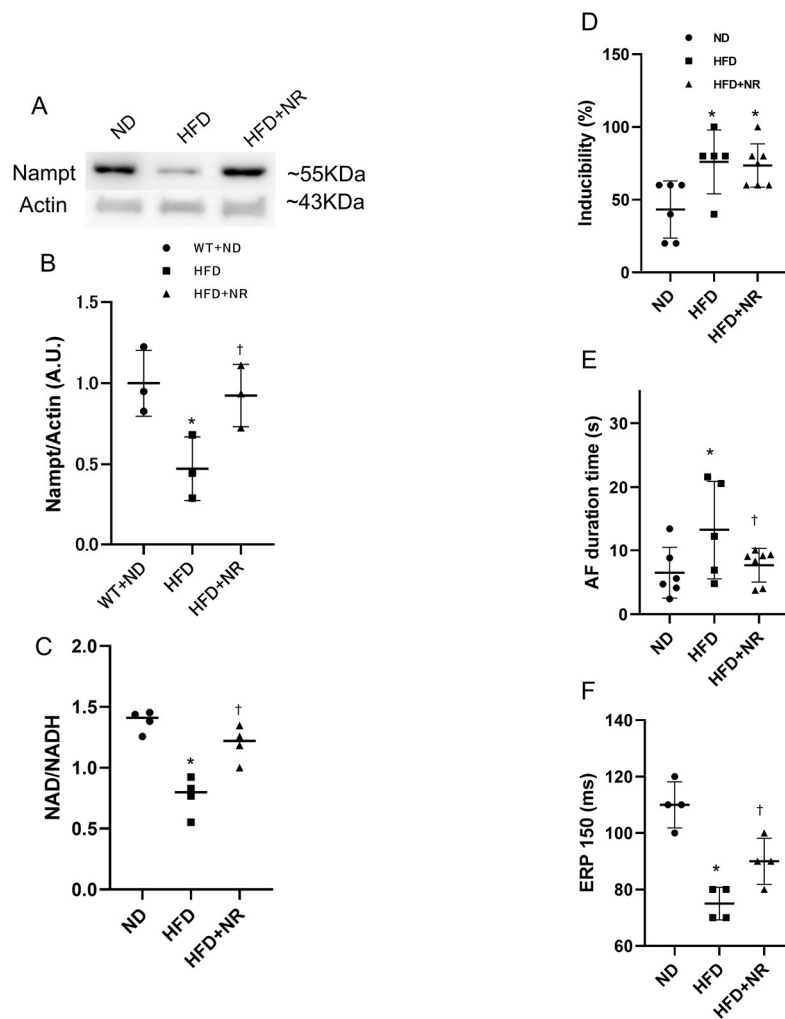 A
ND
HFD
HFD+NR
Nampt
~55KDa
Actin
~43KDa
B
WT+ND
HFD
HFD+NR
Nampt/Actin (A.U.)
1.5
1.0
0.5
0.0
†
*
WT+ND
HFD
HFD+NR
C
NAD/NADH
2.0
1.5
1.0
0.5
0.0
†
*
ND
HFD
HFD+NR
D
ND
HFD
HFD+NR
Inducibility (%)
150
100
50
0
*
*
ND
HFD
HFD+NR
E
AF duration time (s)
30
20
10
0
*
†
ND
HFD
HFD+NR
F
ERP 150 (ms)
140
120
100
80
60
†
*
ND
HFD
HFD+NR